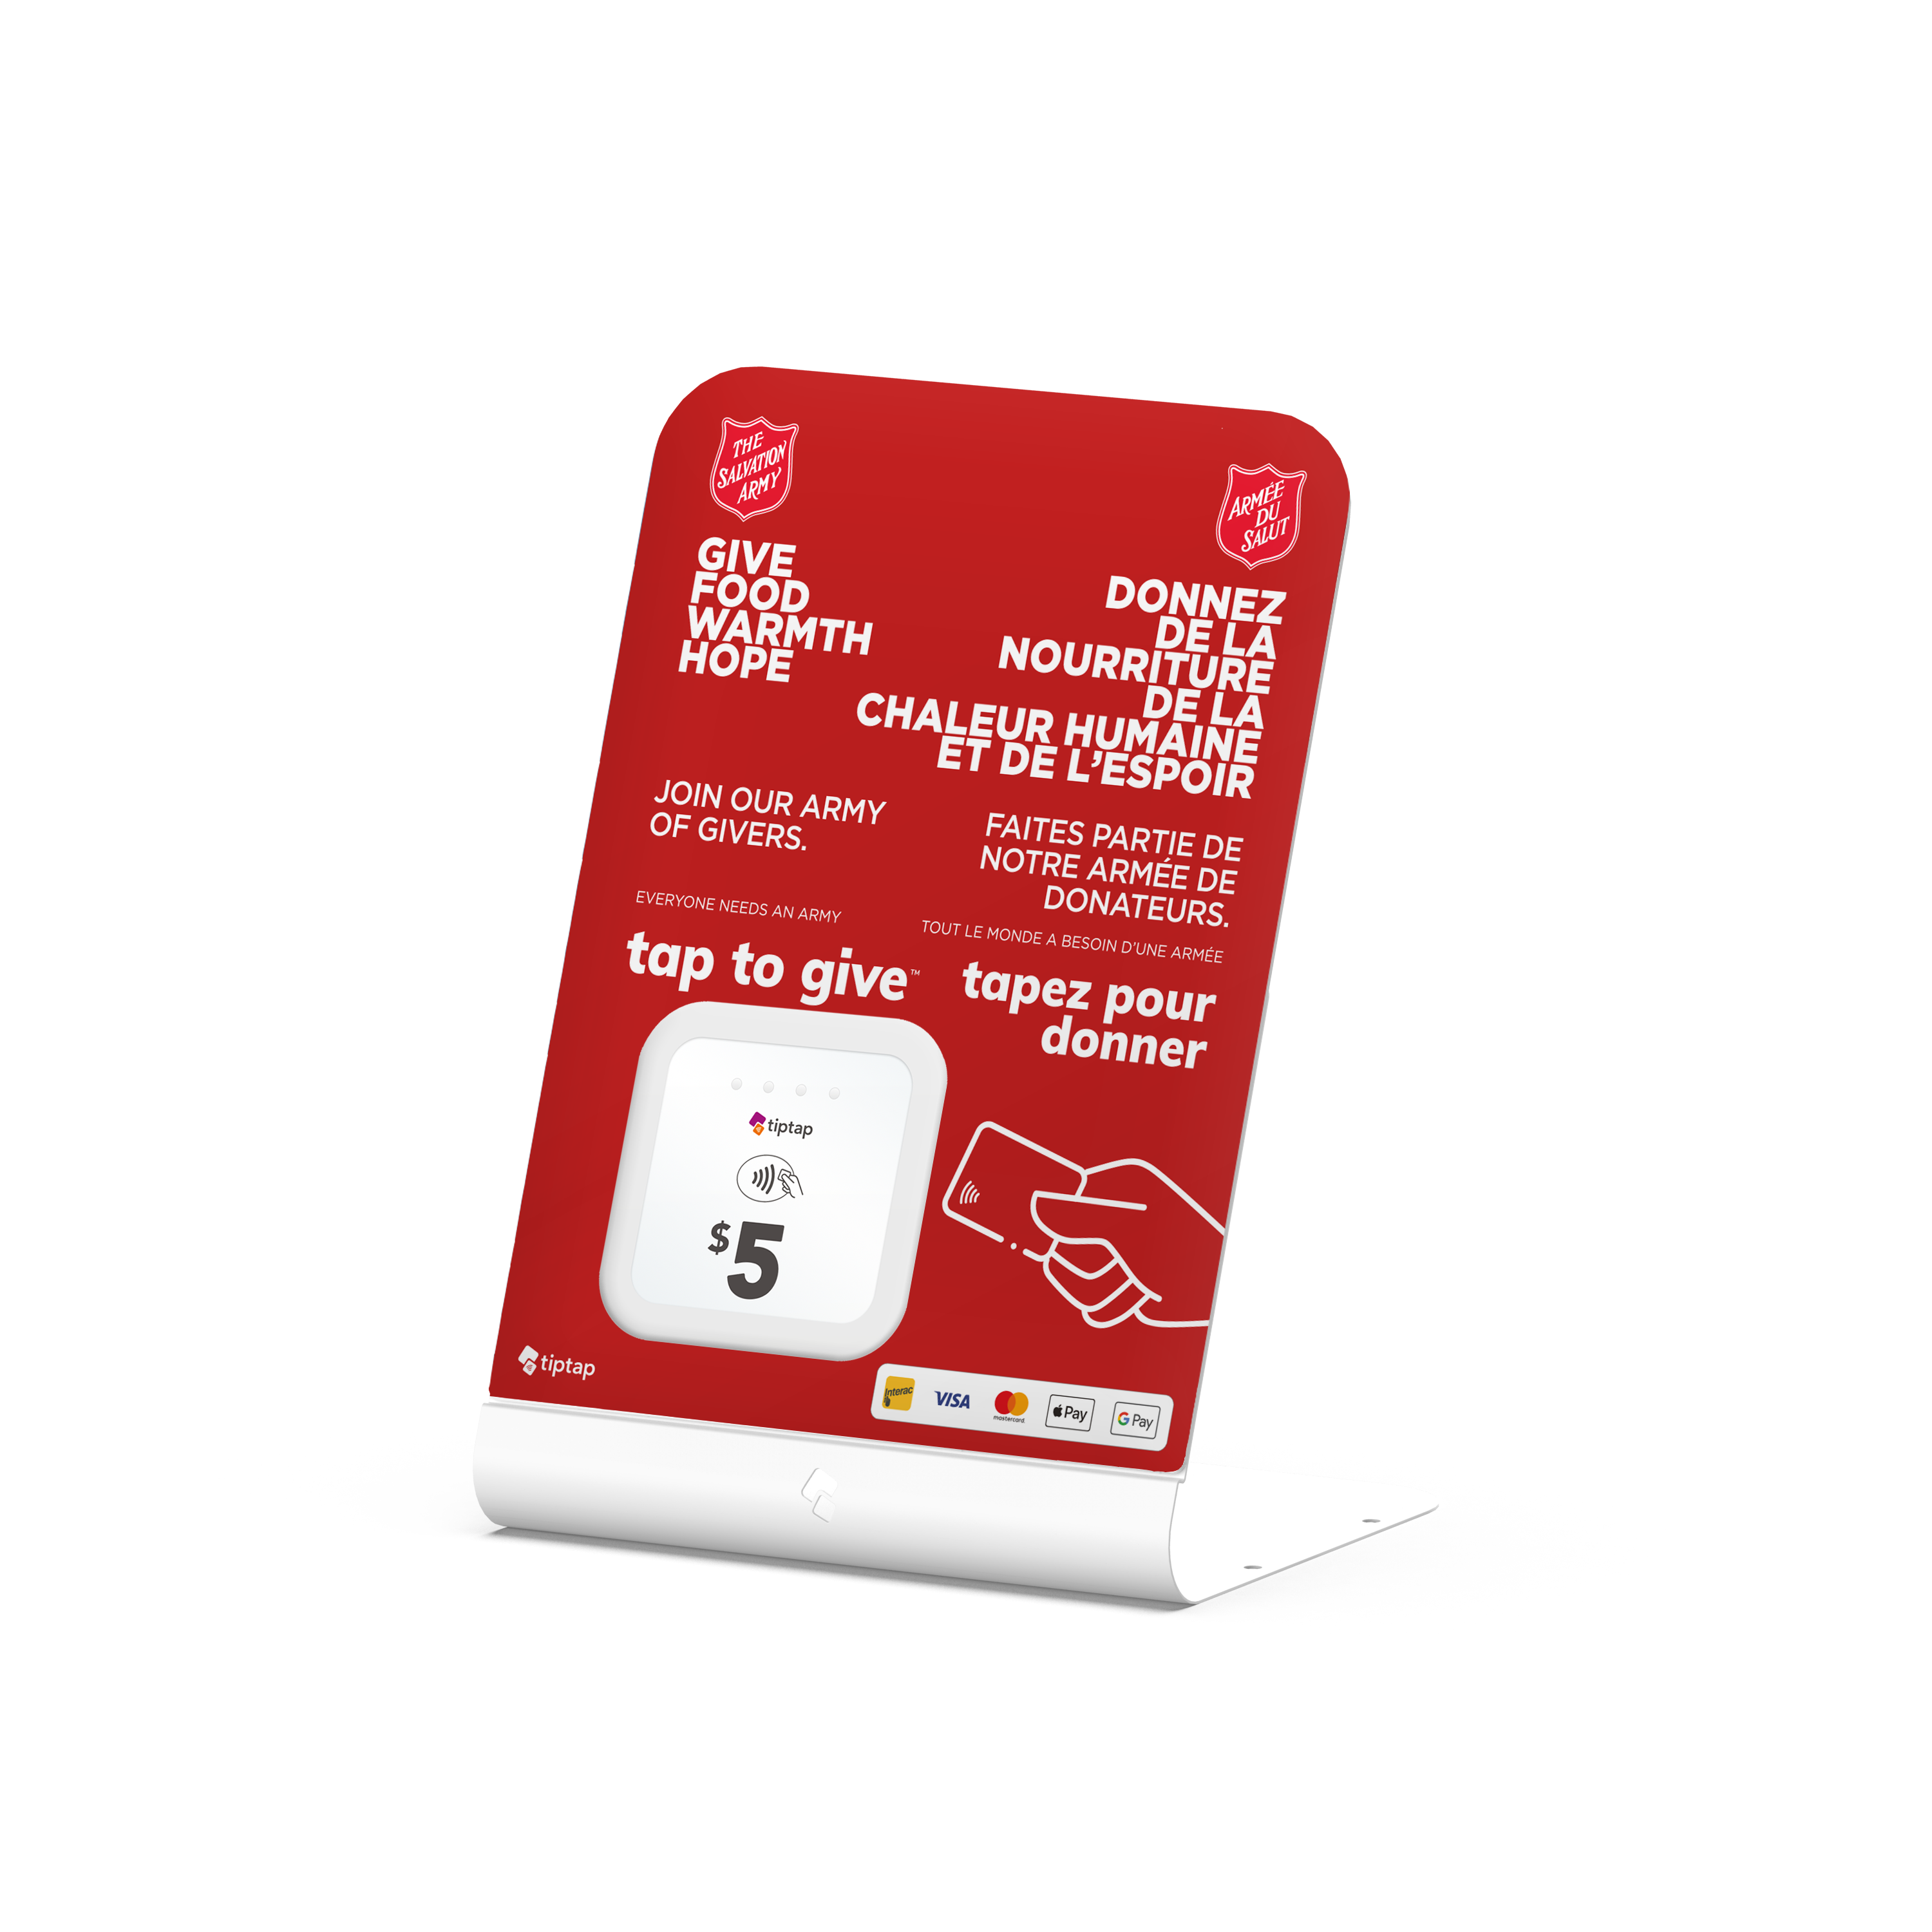 THE
SALVATION
ARMY
GIVE
FOOD
WARMTH
HOPE
JOIN OUR ARMY
OF GIVERS.
EVERYONE NEEDS AN ARMY
tap to give™
ARMÉE
DU
SALUT
DONNEZ
DE LA
NOURRITURE
DE LA
CHALEUR HUMAINE
ET DE L'ESPOIR
FAITES PARTIE DE
NOTRE ARMÉE DE
DONATEURS.
TOUT LE MONDE A BESOIN D'UNE ARMÉE
tapez pour
donner
tiptap
$5
tiptap
Interac VISA mastercard. Pay G Pay